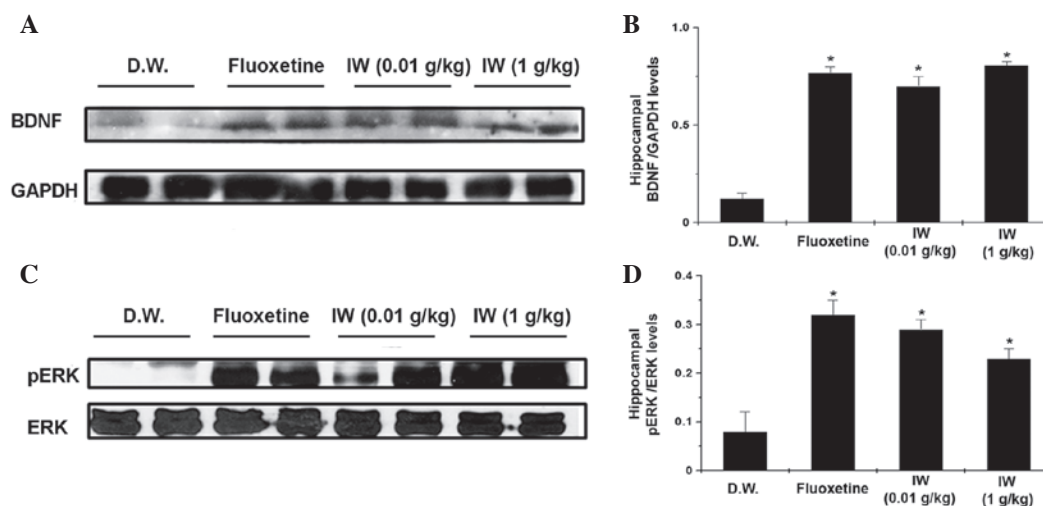 A
D.W. Fluoxetine IW (0.01 g/kg) IW (1 g/kg)
BDNF
GAPDH
B
Hippocampal
BDNF /GAPDH levels
1.0
0.5
0
* * *
D.W. Fluoxetine IW (0.01 g/kg) IW (1 g/kg)
C
D.W. Fluoxetine IW (0.01 g/kg) IW (1 g/kg)
pERK
ERK
D
Hippocampal
pERK /ERK levels
0.4
0.3
0.2
0.1
0.0
* * *
D.W. Fluoxetine IW (0.01 g/kg) IW (1 g/kg)